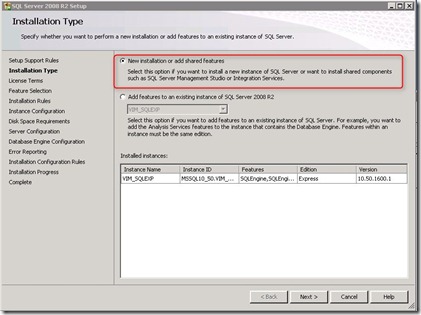 SQL Server 2008 R2 Setup
Installation Type
Specify whether you want to perform a new installation or add features to an existing instance of SQL Server.
Setup Support Rules
Installation Type
License Terms
Feature Selection
Installation Rules
Instance Configuration
Disk Space Requirements
Server Configuration
Database Engine Configuration
Error Reporting
Installation Configuration Rules
Installation Progress
Complete
New installation or add shared features
Select this option if you want to install a new instance of SQL Server or want to install shared components
such as SQL Server Management Studio or Integration Services.
Add features to an existing instance of SQL Server 2008 R2
VIM_SQLEXP
Select this option if you want to add features to an existing instance of SQL Server. For example, you want to
add the Analysis Services features to the instance that contains the Database Engine. Features within an
instance must be the same edition.
Installed instances:
Instance Name Instance ID Features Edition Version
VIM_SQLEXP MSSQL10_50.VIM_... SQLEngine,SQLEngi... Express 10.50.1600.1
< Back Next > Cancel Help